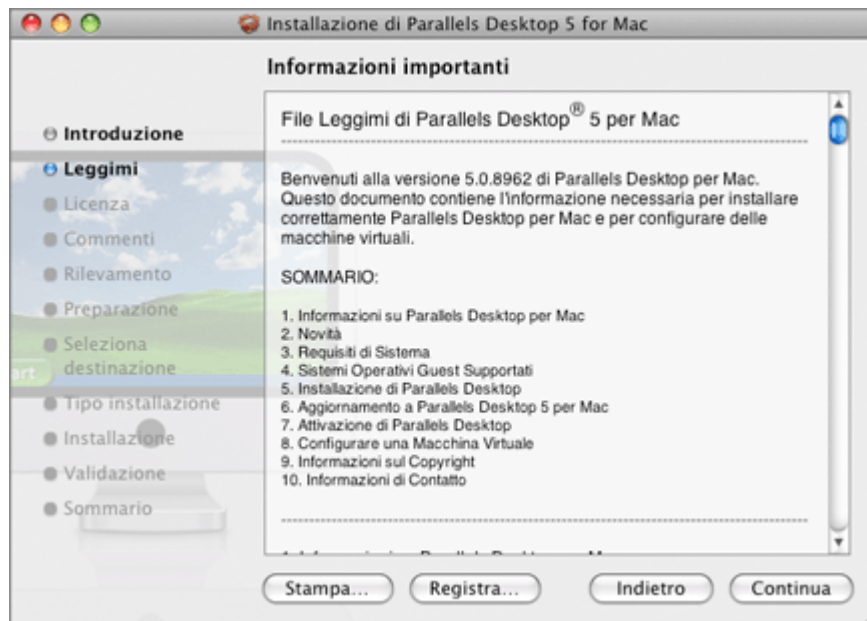 Installazione di Parallels Desktop 5 for Mac
Informazioni importanti
Introduzione
Leggimi
Licenza
Commenti
Rilevamento
Preparazione
Seleziona
destinazione
Tipo installazione
Installazione
Validazione
Sommario
art
File Leggimi di Parallels Desktop® 5 per Mac
Benvenuti alla versione 5.0.8962 di Parallels Desktop per Mac.
Questo documento contiene l'informazione necessaria per installare
correttamente Parallels Desktop per Mac e per configurare delle
macchine virtuali.
SOMMARIO:
1. Informazioni su Parallels Desktop per Mac
2. Novità
3. Requisiti di Sistema
4. Sistemi Operativi Guest Supportati
5. Installazione di Parallels Desktop
6. Aggiornamento a Parallels Desktop 5 per Mac
7. Attivazione di Parallels Desktop
8. Configurare una Macchina Virtuale
9. Informazioni sul Copyright
10. Informazioni di Contatto
Stampa...
Registra...
Indietro
Continua